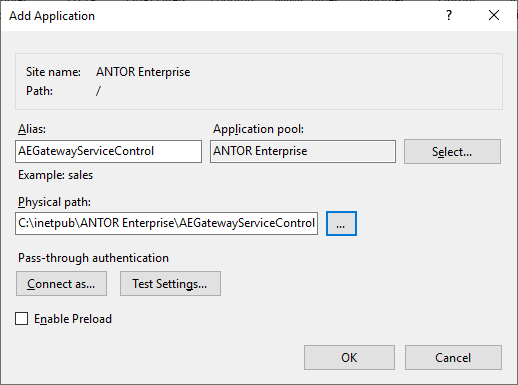 Add Application
?
Site name: ANTOR Enterprise
Path: /
Alias: Application pool:
AEGatewayServiceControl ANTOR Enterprise Select...
Example: sales
Physical path:
C:\inetpub\ANTOR Enterprise\AEGatewayServiceControl ...
Pass-through authentication
Connect as... Test Settings...
Enable Preload
OK Cancel